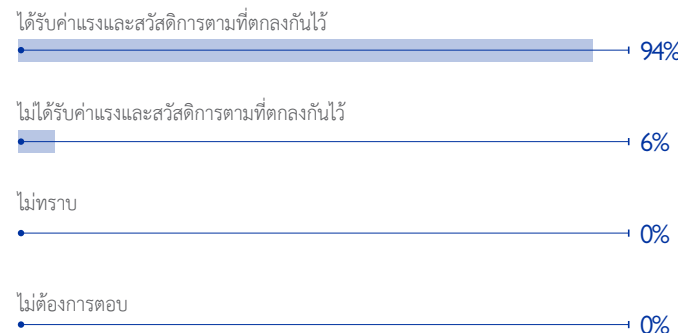 ได้รับค่าแรงและสวัสดิการตามที่ตกลงกันไว้
94%
ไม่ได้รับค่าแรงและสวัสดิการตามที่ตกลงกันไว้
6%
ไม่ทราบ
0%
ไม่ต้องการตอบ
0%